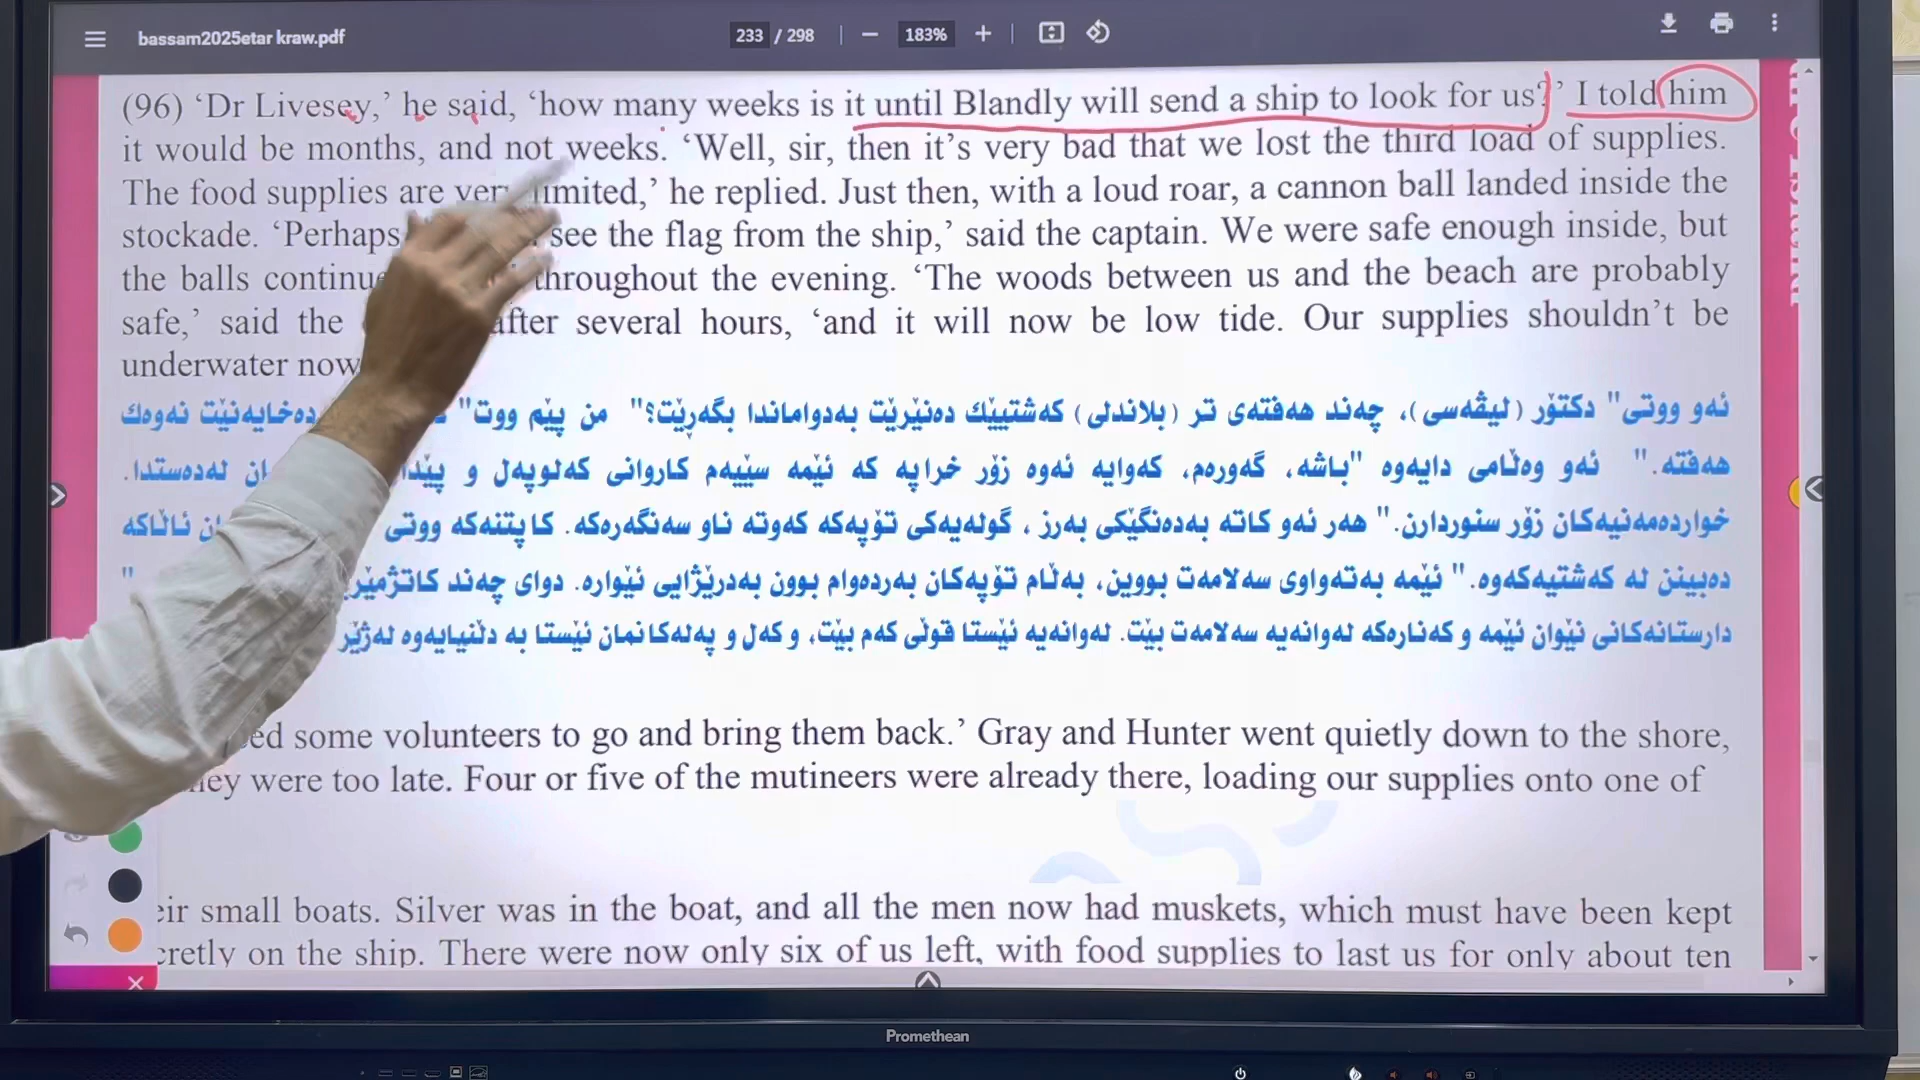 bassam2025etar kraw.pdf
233 / 298
183%
(96) ‘Dr Livesey,’ he said, ‘how many weeks is it until Blandly will send a ship to look for us?’ I told him
it would be months, and not weeks. ‘Well, sir, then it’s very bad that we lost the third load of supplies.
The food supplies are limited,’ he replied. Just then, with a loud roar, a cannon ball landed inside the
stockade. ‘Perhaps see the flag from the ship,’ said the captain. We were safe enough inside, but
the balls throughout the evening. ‘The woods between us and the beach are probably
safe,’ said the after several hours, ‘and it will now be low tide. Our supplies shouldn’t be
underwater now
ئەو ووتی" دکتۆر (لیڤەسی)، چەند هەفتەی تر (بلاندلی) کەشتییێك دەنێرێت بەدواماندا بگەڕێت؟" من پێم ووت" دەخایەنێت نەوەك
هەفتە." ئەو وەڵامی دایەوە "باشە، گەورەم، کەوایە ئەوە زۆر خراپە کە ئێمە سێیەم کاروانی کەلوپەل و لەدەستدا.
خواردەمەنیەکان زۆر سنوردارن." هەر ئەو کاتە بەدەنگێکی بەرز، گولەیەکی تۆپەکە کەوتە ناو سەنگەرەکە. کاپتنەکە ووتی ئاڵاکە
دەبینن لە کەشتیەکەوە." ئێمە بەتەواوی سەلامەت بووین، بەڵام تۆپەکان بەردەوام بوون بەدرێژایی ئێوارە. دوای چەند کاتژمێر "
دارستانەکانی نێوان ئێمە و کەنارەکە لەوانەیە سەلامەت بێت. لەوانەیە ئێستا قوڵی کەم بێت، و کەل و پەلەکانمان ئێستا بە دڵنیایەوە لەژێر
some volunteers to go and bring them back.’ Gray and Hunter went quietly down to the shore,
were too late. Four or five of the mutineers were already there, loading our supplies onto one of
small boats. Silver was in the boat, and all the men now had muskets, which must have been kept
on the ship. There were now only six of us left, with food supplies to last us for only about ten
Promethean